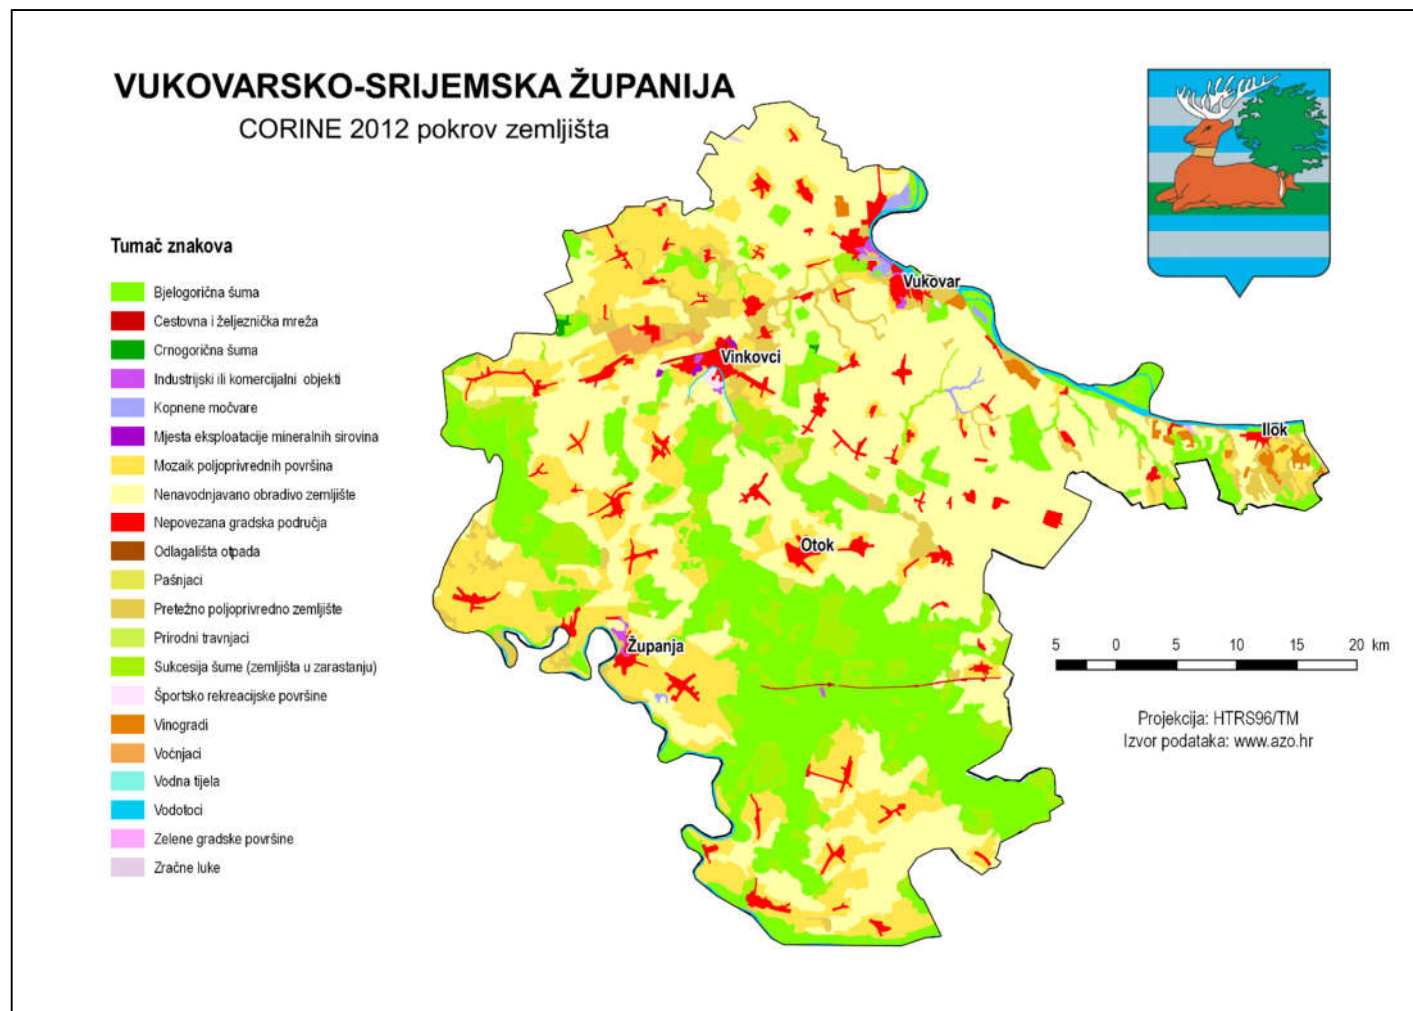 VUKOVARSKO-SRIJEMSKA ŽUPANIJA
CORINE 2012 pokrov zemljišta
Tumač znakova
Bjelogorična šuma
Cestovna i željeznička mreža
Crnogorična šuma
Industrijski ili komercijalni objekti
Kopnene močvare
Mjesta eksploatacije mineralnih sirovina
Mozaik poljoprivrednih površina
Nenavodnjavano obradivo zemljište
Nepovezana gradska područja
Odlagališta otpada
Pašnjaci
Pretežno poljoprivredno zemljište
Prirodni travnjaci
Sukcesija šume (zemljišta u zarastanju)
Športsko rekreacijske površine
Vinogradi
Voćnjaci
Vodna tijela
Vodotoci
Zelene gradske površine
Zračne luke
Vukovar
Vinkovci
Ilok
Otok
Županja
5 0 5 10 15 20 km
Projekcija: HTRS96/TM
Izvor podataka: www.azo.hr